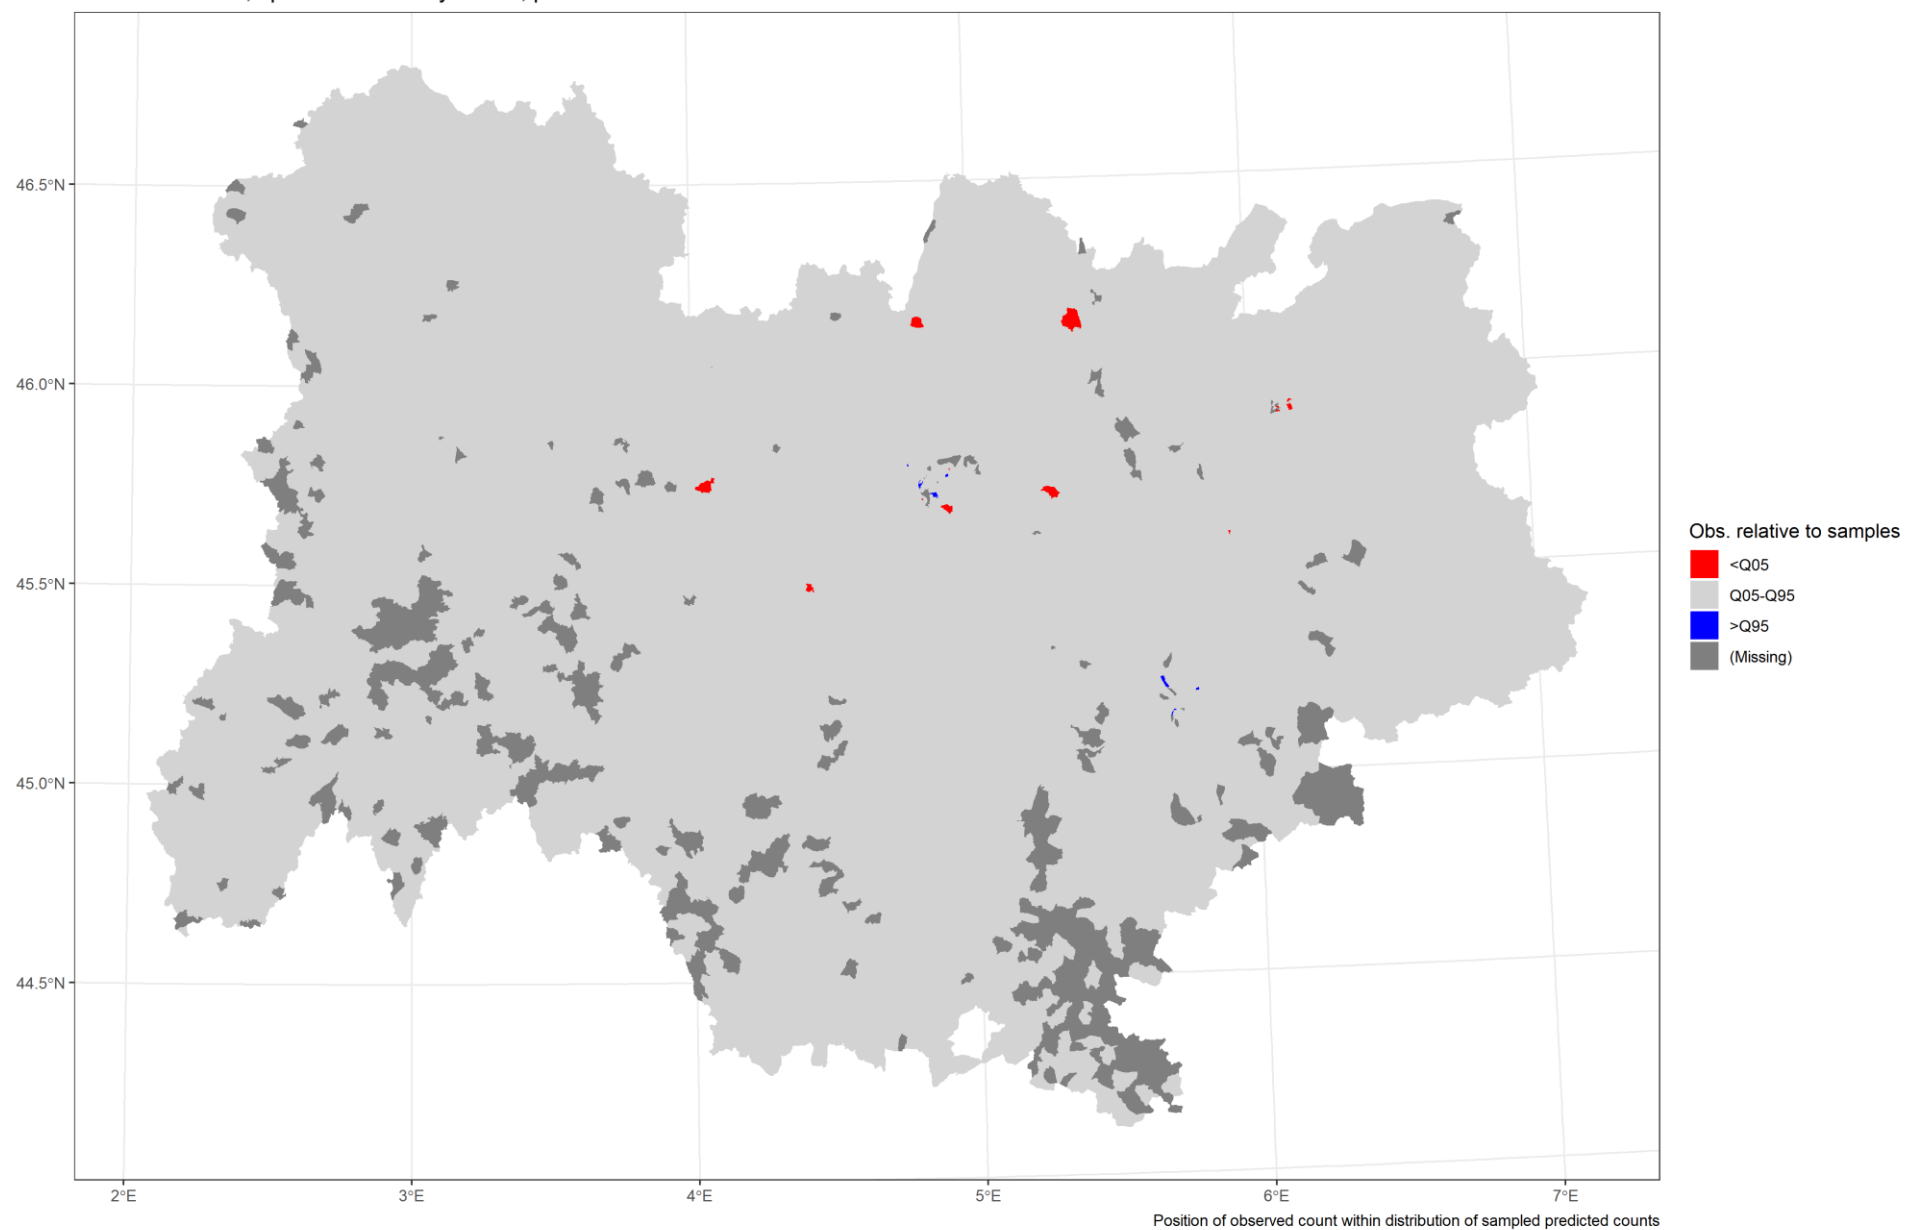 46.5°N
46.0°N
45.5°N
45.0°N
44.5°N
2°E
3°E
4°E
5°E
6°E
7°E
Obs. relative to samples
<Q05
Q05-Q95
>Q95
(Missing)
Position of observed count within distribution of sampled predicted counts